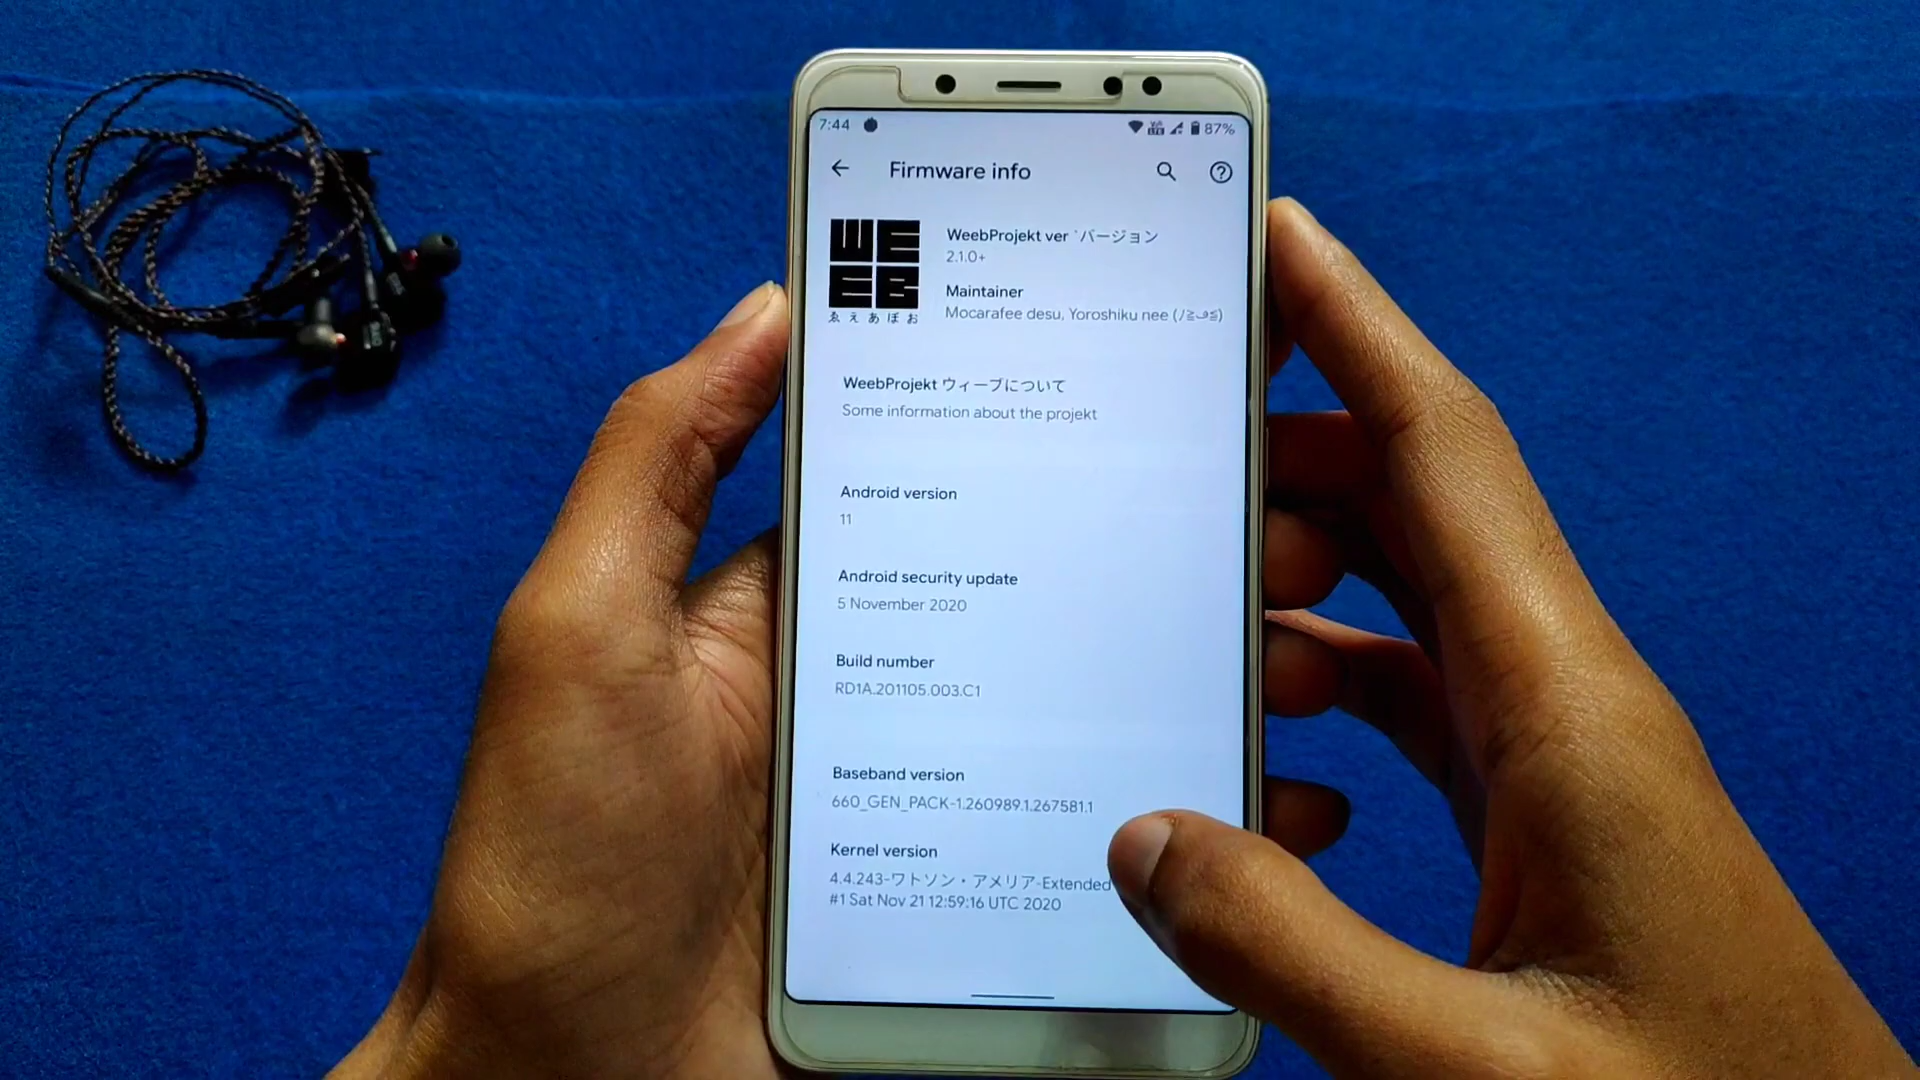 7:44 87%
Firmware info
WE
EB
ゑえあぼお
WeebProjekt ver `バージョン
2.1.0+
Maintainer
Mocarafee desu, Yoroshiku nee (ﾉ≧ڡ≦)
WeebProjekt ウィーブについて
Some information about the projekt
Android version
11
Android security update
5 November 2020
Build number
RD1A.201105.003.C1
Baseband version
660_GEN_PACK-1.260989.1.267581.1
Kernel version
4.4.243-ワトソン・アメリア-Extended
#1 Sat Nov 21 12:59:16 UTC 2020